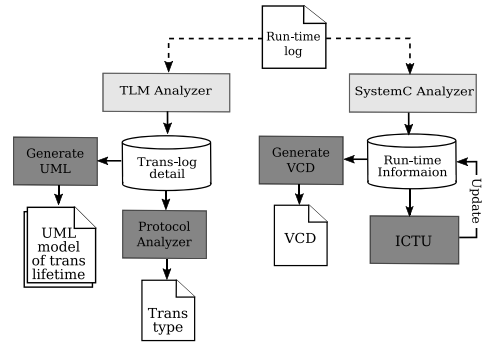 Run-time
log
TLM Analyzer
SystemC Analyzer
Generate
UML
Trans-log
detail
Generate
VCD
Run-time
Informaion
Update
UML
model
of trans
lifetime
Protocol
Analyzer
VCD
ICTU
Trans
type